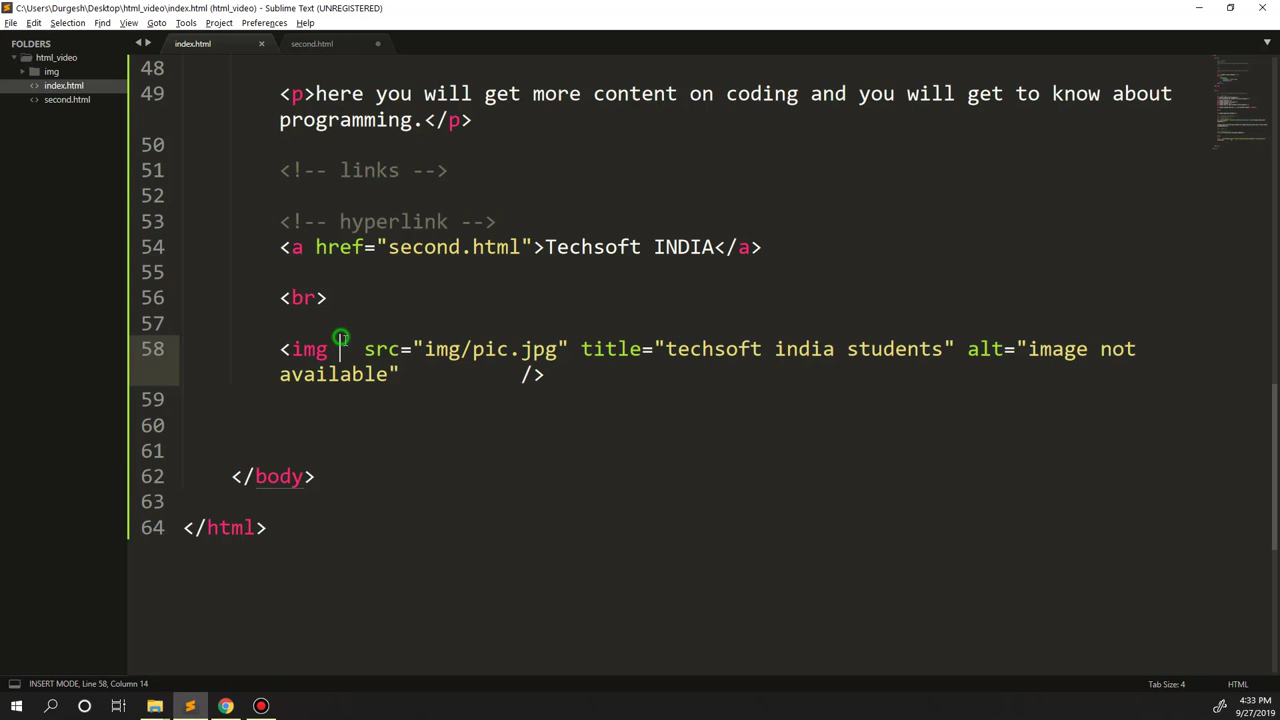 C:\Users\Durgesh\Desktop\html_video\index.html (html_video) - Sublime Text (UNREGISTERED)
File Edit Selection Find View Goto Tools Project Preferences Help
FOLDERS
html_video
img
index.html
second.html
index.html second.html
48
49 <p>here you will get more content on coding and you will get to know about
programming.</p>
50
51 <!-- links -->
52
53 <!-- hyperlink -->
54 <a href="second.html">Techsoft INDIA</a>
55
56 <br>
57
58 <img src="img/pic.jpg" title="techsoft india students" alt="image not
available" />
59
60
61
62 </body>
63
64 </html>
INSERT MODE, Line 58, Column 14
Tab Size: 4 HTML
4:33 PM
9/27/2019